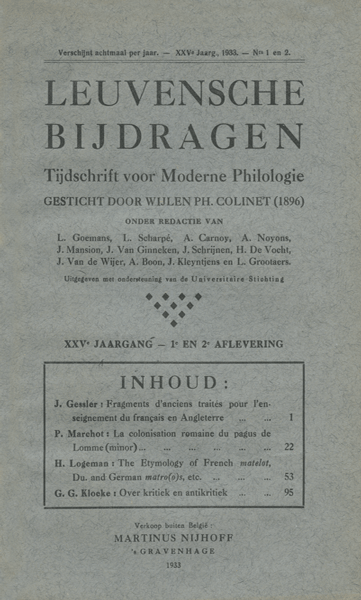 Verschijnt achtmaal per jaar. — XXVe Jaarg., 1933. — Nrs 1 en 2.
LEUVENSCHE
BIJDRAGEN
Tijdschrift voor Moderne Philologie
GESTICHT DOOR WIJLEN PH. COLINET (1896)
ONDER REDACTIE VAN
L. Goemans, L. Scharpé, A. Carnoy, A. Noyons,
J. Mansion, J. Van Ginneken, J. Schrijnen, H. De Vocht,
J. Van de Wijer, A. Boon, J. Kleyntjens en L. Grootaers.
Uitgegeven met ondersteuning van de Universitaire Stichting
XXVe JAARGANG — 1e EN 2e AFLEVERING
INHOUD :
J. Gessler : Fragments d'anciens traités pour l'en-
seignement du français en Angleterre ... ... 1
P. Marchot : La colonisation romaine du pagus de
Lomme (minor) ... ... ... ... ... ... 22
H. Logeman : The Etymology of French matelot,
Du. and German matro(o)s, etc. ... ... ... 53
G. G. Kloeke : Over kritiek en antikritiek ... ... 95
Verkoop buiten België :
MARTINUS NIJHOFF
's GRAVENHAGE
1933